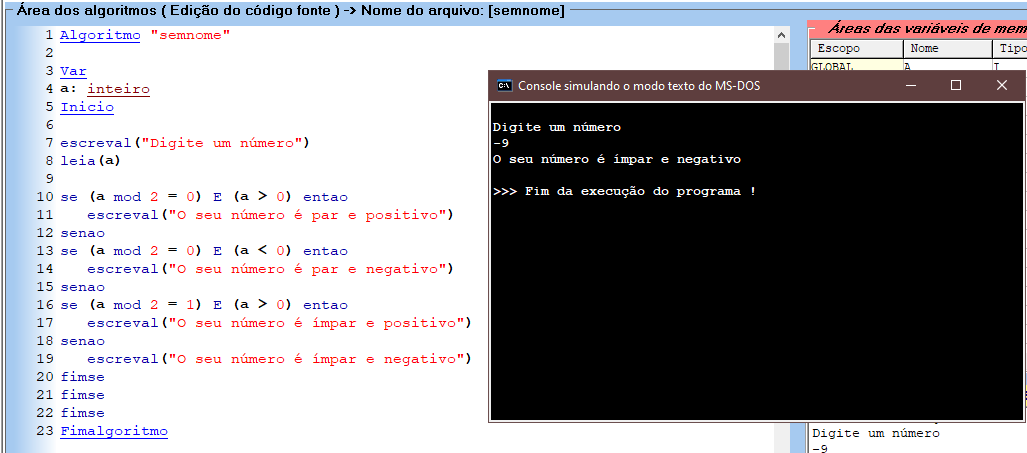 Área dos algoritmos ( Edição do código fonte ) -> Nome do arquivo: [semnome]
1 Algoritmo "semnome"
2
3 Var
4 a: inteiro
5 Inicio
6
7 escreval("Digite um número")
8 leia(a)
9
10 se (a mod 2 = 0) E (a > 0) entao
11 escreval("O seu número é par e positivo")
12 senao
13 se (a mod 2 = 0) E (a < 0) entao
14 escreval("O seu número é par e negativo")
15 senao
16 se (a mod 2 = 1) E (a > 0) entao
17 escreval("O seu número é ímpar e positivo")
18 senao
19 escreval("O seu número é ímpar e negativo")
20 fimse
21 fimse
22 fimse
23 Fimalgoritmo
Áreas das variáveis de mem
Escopo Nome Tipo
GLOBAL A I
Console simulando o modo texto do MS-DOS
Digite um número
-9
O seu número é ímpar e negativo
>>> Fim da execução do programa !
Digite um número
-9